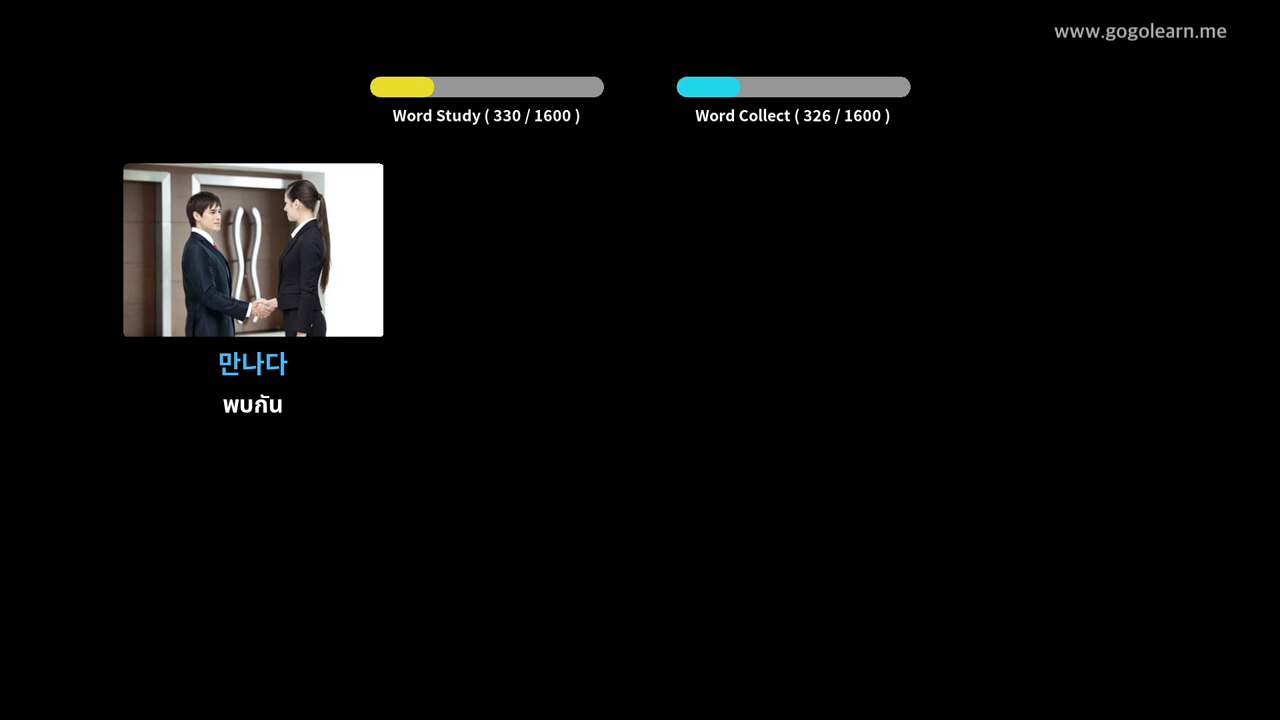 www.gogolearn.me
Word Study ( 330 / 1600 )
Word Collect ( 326 / 1600 )
만나다
พบกัน